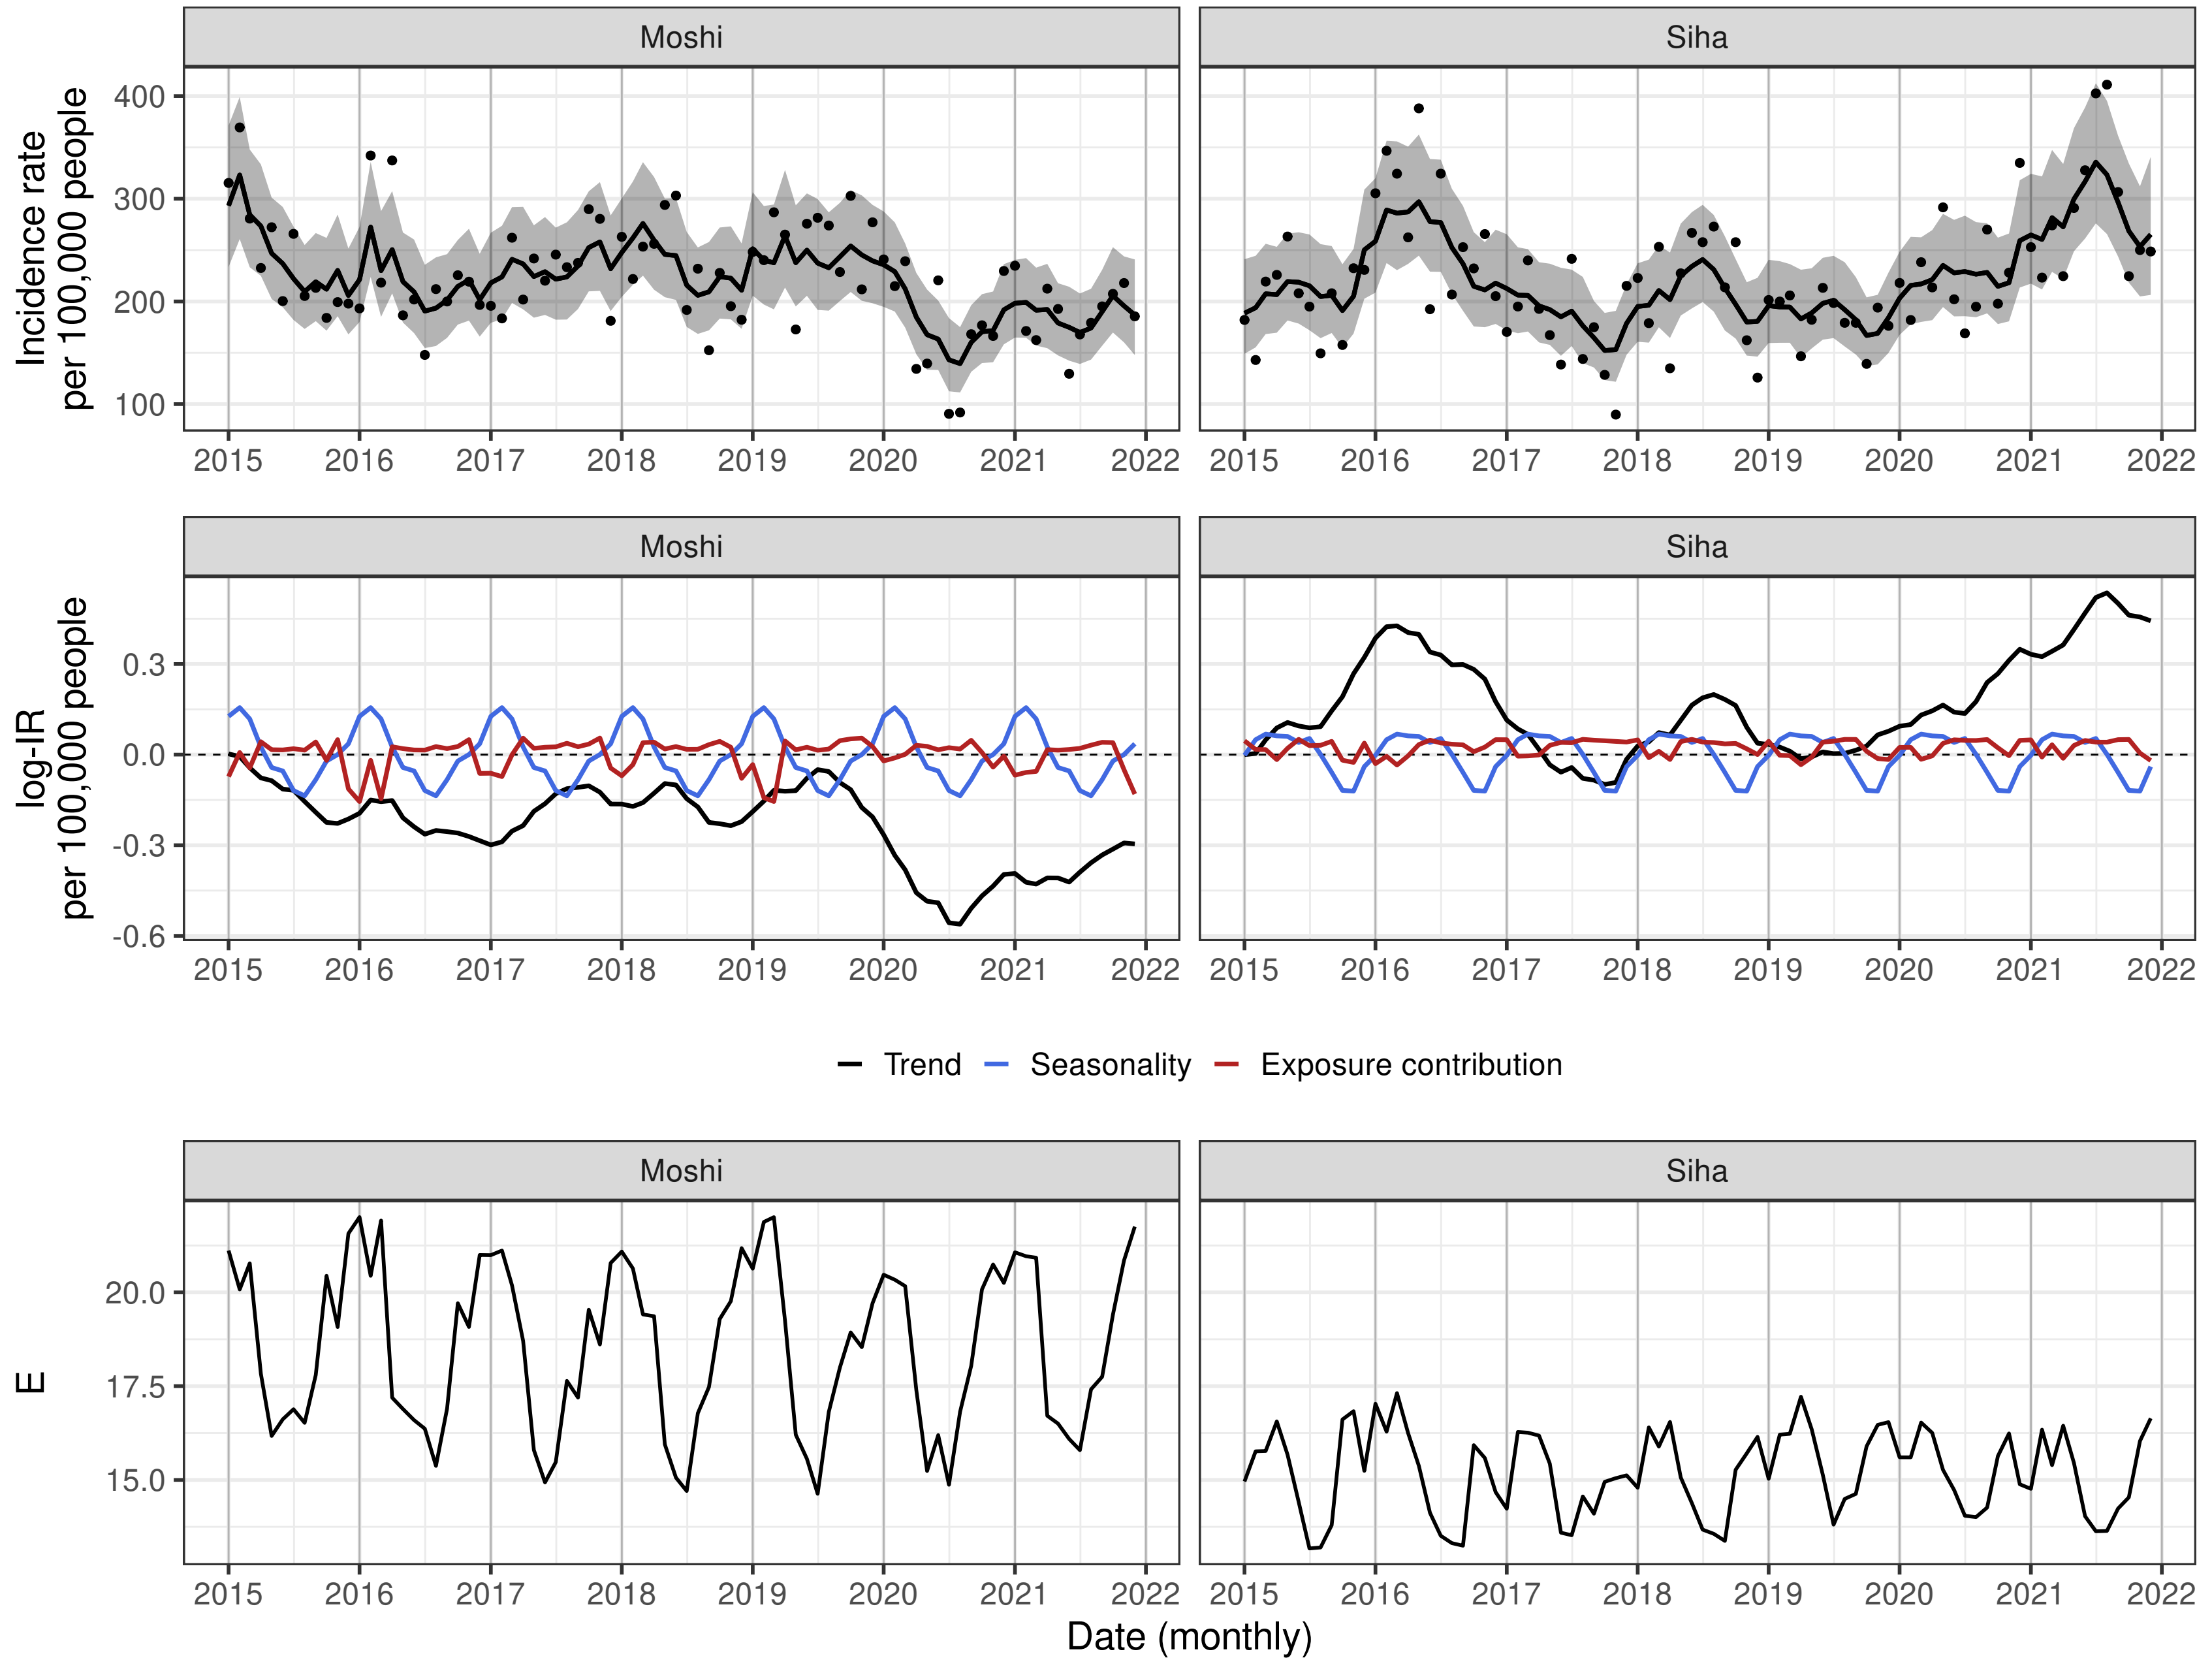 Moshi Siha
Incidence rate
per 100,000 people
400
300
200
100
2015 2016 2017 2018 2019 2020 2021 2022 2015 2016 2017 2018 2019 2020 2021 2022
Moshi Siha
log-IR
per 100,000 people
0.3
0.0
-0.3
-0.6
2015 2016 2017 2018 2019 2020 2021 2022 2015 2016 2017 2018 2019 2020 2021 2022
Trend Seasonality Exposure contribution
Moshi Siha
E
20.0
17.5
15.0
2015 2016 2017 2018 2019 2020 2021 2022 2015 2016 2017 2018 2019 2020 2021 2022
Date (monthly)